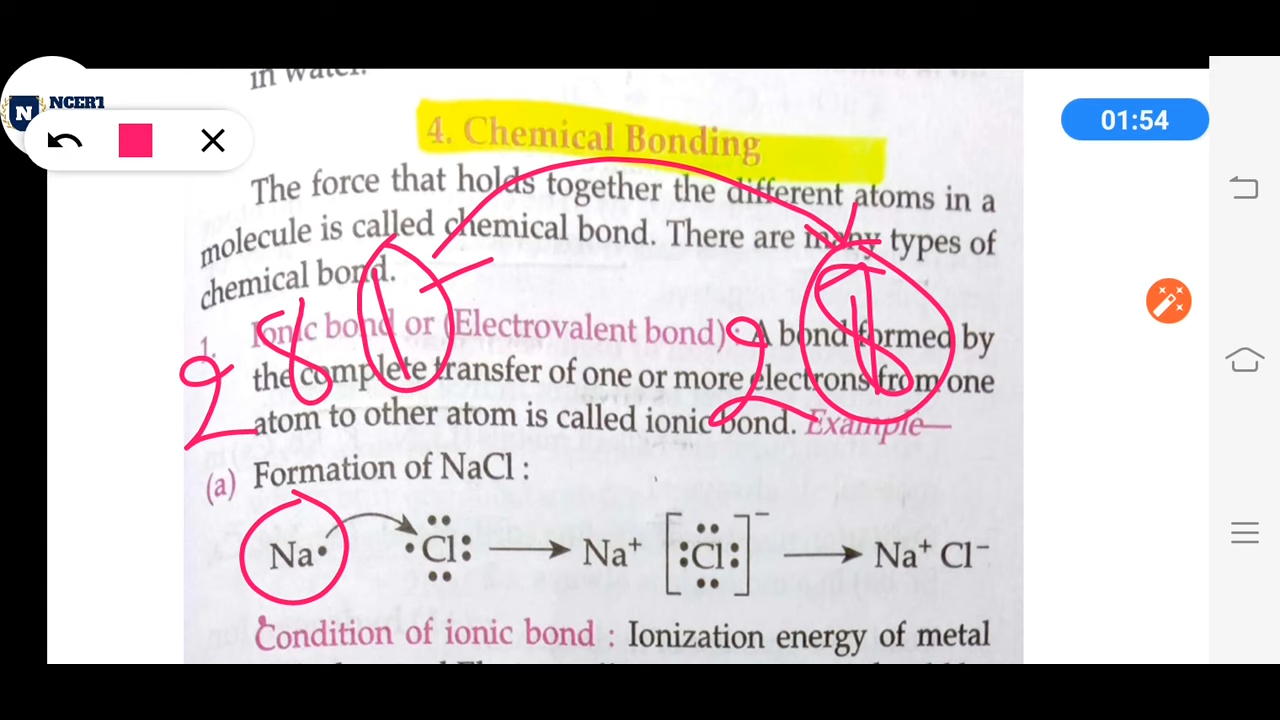 in water.
NCERT
N
01:54
4. Chemical Bonding
The force that holds together the different atoms in a
molecule is called chemical bond. There are many types of
chemical bond.
1. Ionic bond or (Electrovalent bond) : A bond formed by
the complete transfer of one or more electrons from one
atom to other atom is called ionic bond. Example—
2 8 1
2 8
(a) Formation of NaCl :
Na• •Cl: → Na⁺ [:Cl:]⁻ → Na⁺ Cl⁻
Condition of ionic bond : Ionization energy of metal